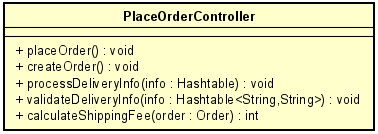 PlaceOrderController
+ placeOrder() : void
+ createOrder() : void
+ processDeliveryInfo(info : Hashtable) : void
+ validateDeliveryInfo(info : Hashtable<String,String>) : void
+ calculateShippingFee(order : Order) : int